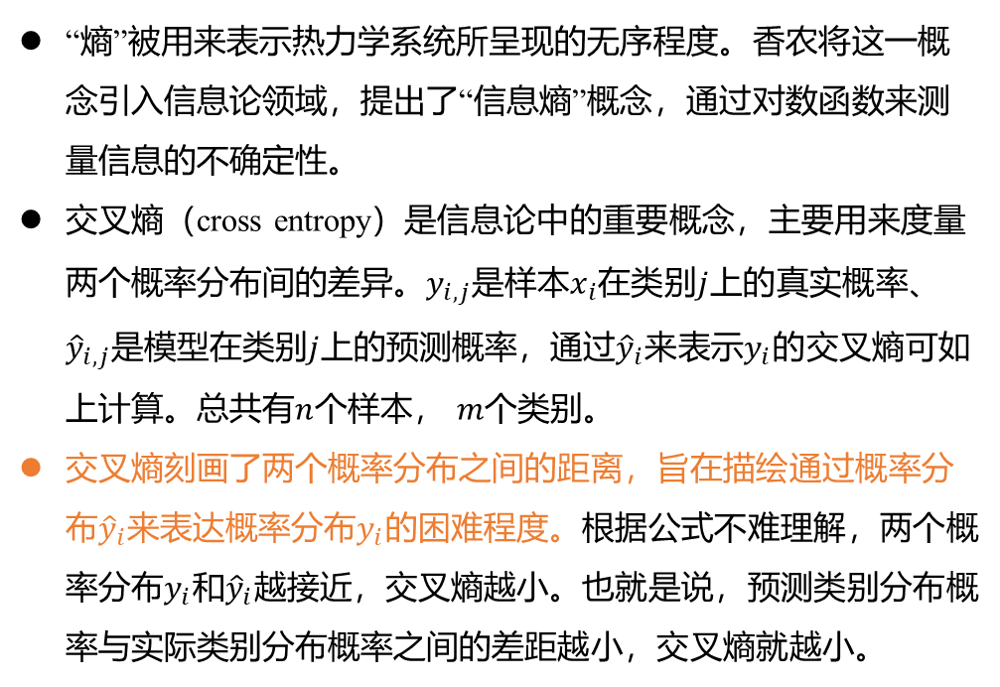 ● “熵”被用来表示热力学系统所呈现的无序程度。香农将这一概
念引入信息论领域，提出了“信息熵”概念，通过对数函数来测
量信息的不确定性。
● 交叉熵（cross entropy）是信息论中的重要概念，主要用来度量
两个概率分布间的差异。𝑦𝑖,𝑗是样本𝑥𝑖在类别𝑗上的真实概率、
ŷ𝑖,𝑗是模型在类别𝑗上的预测概率，通过ŷ𝑖来表示𝑦𝑖的交叉熵可如
上计算。总共有𝑛个样本， 𝑚个类别。
● 交叉熵刻画了两个概率分布之间的距离，旨在描绘通过概率分
布ŷ𝑖来表达概率分布𝑦𝑖的困难程度。根据公式不难理解，两个概
率分布𝑦𝑖和ŷ𝑖越接近，交叉熵越小。也就是说，预测类别分布概
率与实际类别分布概率之间的差距越小，交叉熵就越小。